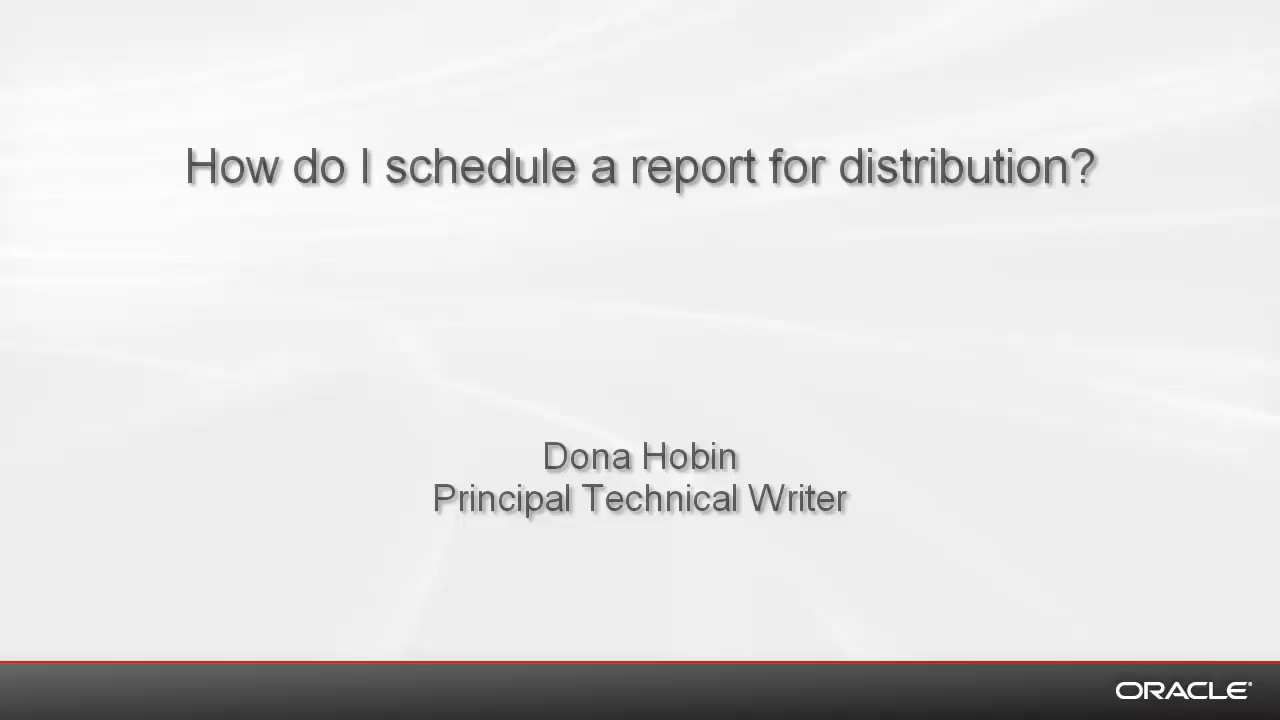 How do I schedule a report for distribution?
Dona Hobin
Principal Technical Writer
ORACLE®